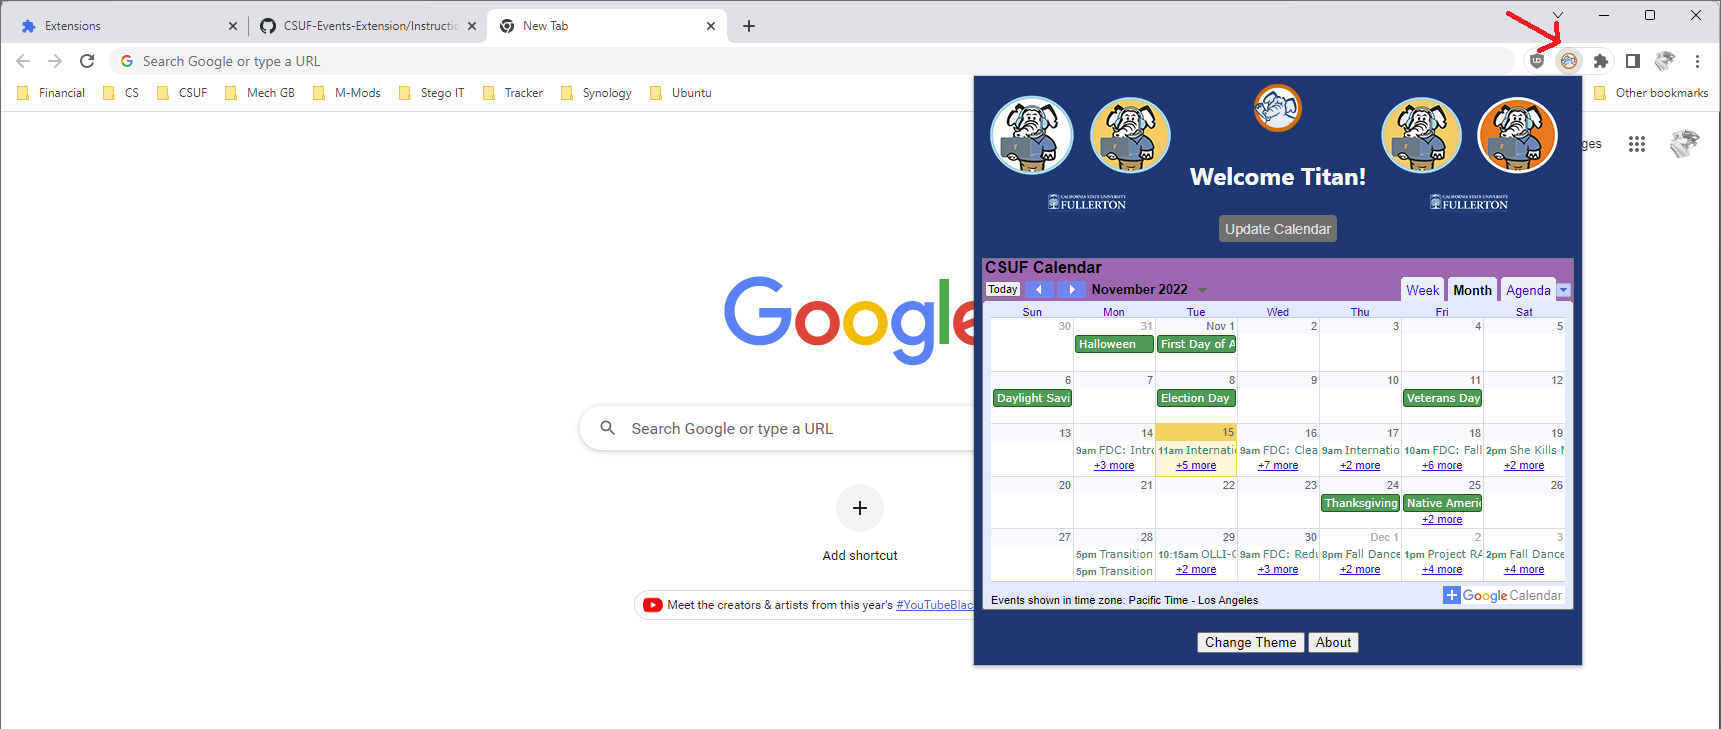 Extensions
CSUF-Events-Extension/Instructio
New Tab
Search Google or type a URL
Financial CS CSUF Mech GB M-Mods Stego IT Tracker Synology Ubuntu Other bookmarks
ges
Welcome Titan!
CALIFORNIA STATE UNIVERSITY
FULLERTON
CALIFORNIA STATE UNIVERSITY
FULLERTON
Update Calendar
CSUF Calendar
Today November 2022 Week Month Agenda
Sun Mon Tue Wed Thu Fri Sat
30 31 Nov 1 2 3 4 5
Halloween First Day of A
6 7 8 9 10 11 12
Daylight Savi Election Day Veterans Day
13 14 15 16 17 18 19
9am FDC: Intro 11am Internatio 9am FDC: Clea 9am Internatio 10am FDC: Fall 2pm She Kills
+3 more +5 more +7 more +2 more +6 more +2 more
20 21 22 23 24 25 26
Thanksgiving Native Ameri
+2 more
27 28 29 30 Dec 1 2 3
5pm Transition 10:15am OLLI-C 9am FDC: Redu 8pm Fall Dance 1pm Project RA 2pm Fall Dance
5pm Transition +2 more +3 more +2 more +4 more +4 more
Events shown in time zone: Pacific Time - Los Angeles
Google Calendar
Change Theme About
Google
Search Google or type a URL
Add shortcut
Meet the creators & artists from this year's #YouTubeBlac